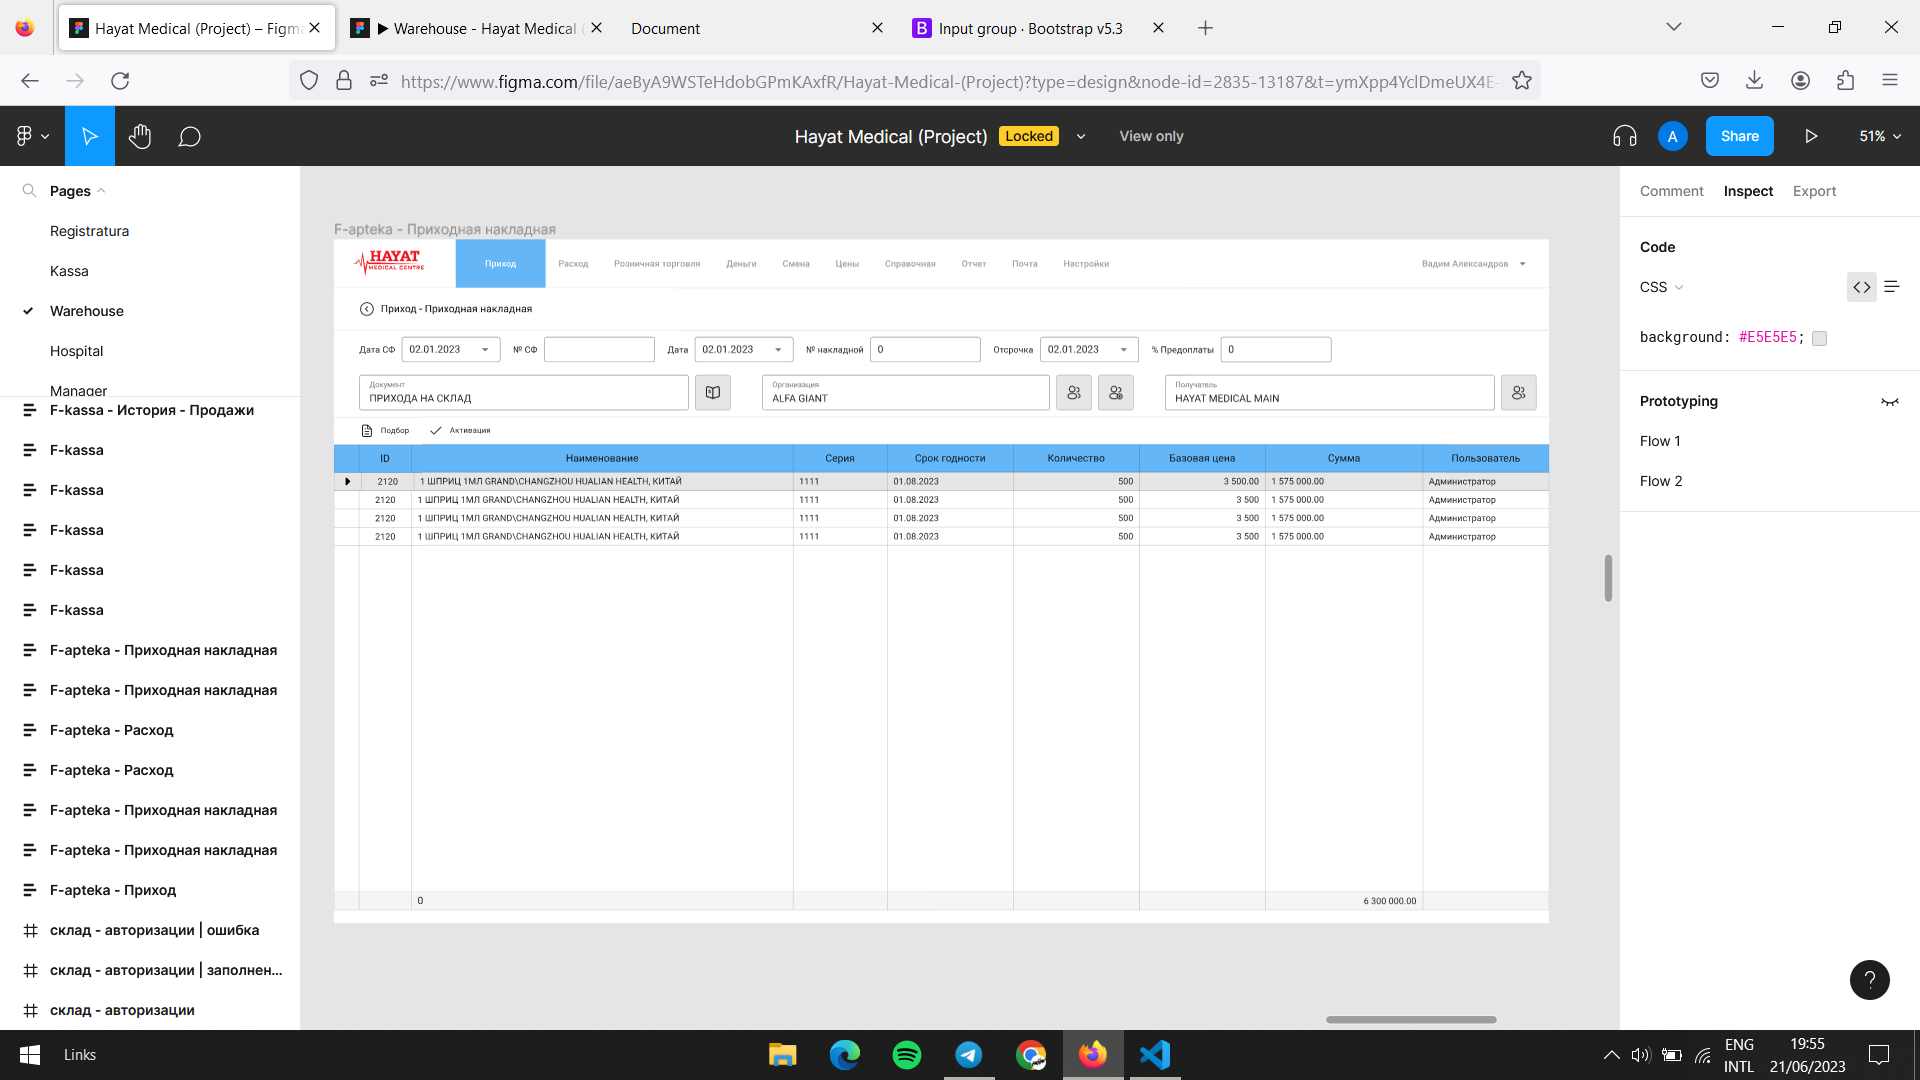 Hayat Medical (Project) – Figma
Warehouse - Hayat Medical (
Document
Input group · Bootstrap v5.3
https://www.figma.com/file/aeByA9WSTeHdobGPmKAxfR/Hayat-Medical-(Project)?type=design&node-id=2835-13187&t=ymXpp4YclDmeUX4E-
Hayat Medical (Project) Locked View only
A Share 51%
Pages
Registratura
Kassa
Warehouse
Hospital
Manager
F-kassa - История - Продажи
F-kassa
F-kassa
F-kassa
F-kassa
F-kassa
F-apteka - Приходная накладная
F-apteka - Приходная накладная
F-apteka - Расход
F-apteka - Расход
F-apteka - Приходная накладная
F-apteka - Приходная накладная
F-apteka - Приход
склад - авторизации | ошибка
склад - авторизации | заполнен...
склад - авторизации
F-apteka - Приходная накладная
HAYAT
MEDICAL CENTRE
Приход Расход Розничная торговля Деньги Смена Цены Справочная Отчет Почта Настройки Вадим Александров
Приход - Приходная накладная
Дата СФ 02.01.2023 № СФ Дата 02.01.2023 № накладной 0 Отсрочка 02.01.2023 % Предоплаты 0
Документ Организация Получатель
ПРИХОДА НА СКЛАД ALFA GIANT HAYAT MEDICAL MAIN
Подбор Активация
ID Наименование Серия Срок годности Количество Базовая цена Сумма Пользователь
2120 1 ШПРИЦ 1МЛ GRAND\CHANGZHOU HUALIAN HEALTH, КИТАЙ 1111 01.08.2023 500 3 500.00 1 575 000.00 Администратор
2120 1 ШПРИЦ 1МЛ GRAND\CHANGZHOU HUALIAN HEALTH, КИТАЙ 1111 01.08.2023 500 3 500 1 575 000.00 Администратор
2120 1 ШПРИЦ 1МЛ GRAND\CHANGZHOU HUALIAN HEALTH, КИТАЙ 1111 01.08.2023 500 3 500 1 575 000.00 Администратор
2120 1 ШПРИЦ 1МЛ GRAND\CHANGZHOU HUALIAN HEALTH, КИТАЙ 1111 01.08.2023 500 3 500 1 575 000.00 Администратор
0 6 300 000.00
Comment Inspect Export
Code
CSS
background: #E5E5E5;
Prototyping
Flow 1
Flow 2
?
Links
ENG
INTL
19:55
21/06/2023